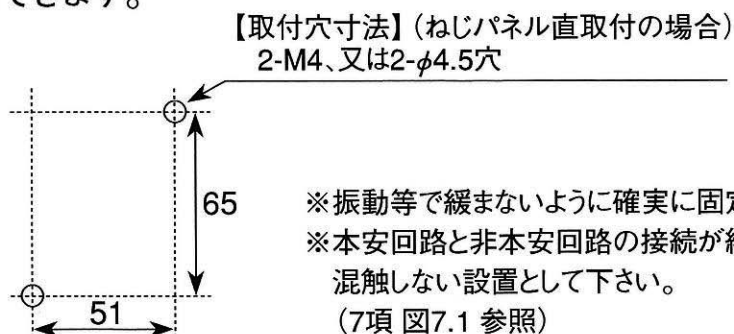 できます。
【取付穴寸法】(ねじパネル直取付の場合)
2-M4、又は2-φ4.5穴
65
※振動等で緩まないように確実に固
※本安回路と非本安回路の接続が
混触しない設置として下さい。
51
(7項 図7.1 参照)